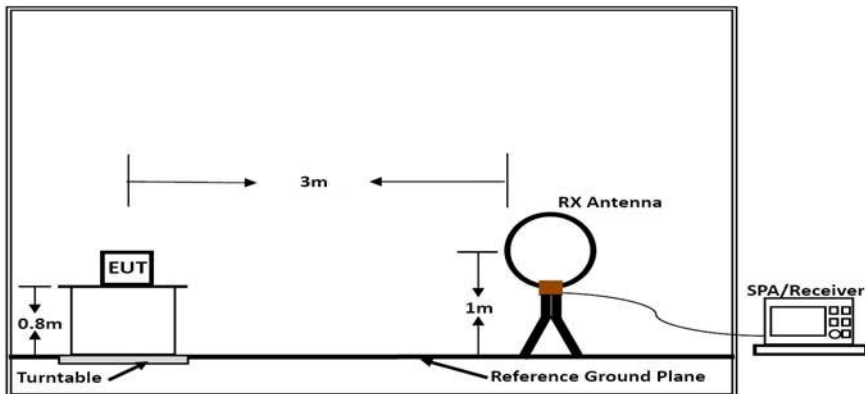 3m
RX Antenna
EUT
0.8m
1m
SPA/Receiver
Turntable
Reference Ground Plane